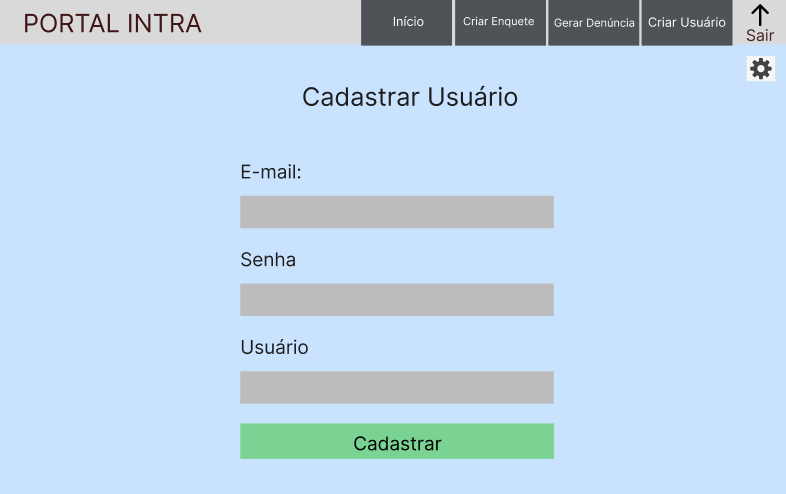 PORTAL INTRA
Início
Criar Enquete
Gerar Denúncia
Criar Usuário
Sair
Cadastrar Usuário
E-mail:
Senha
Usuário
Cadastrar